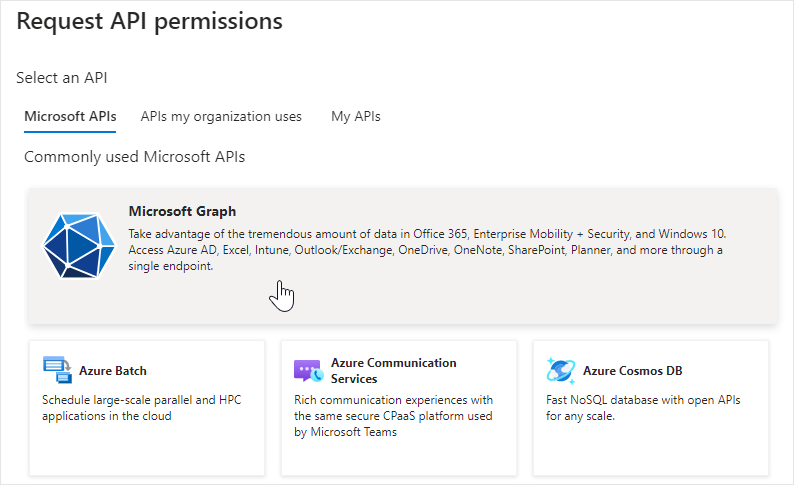 Request API permissions
Select an API
Microsoft APIs
APIs my organization uses
My APIs
Commonly used Microsoft APIs
Microsoft Graph
Take advantage of the tremendous amount of data in Office 365, Enterprise Mobility + Security, and Windows 10.
Access Azure AD, Excel, Intune, Outlook/Exchange, OneDrive, OneNote, SharePoint, Planner, and more through a
single endpoint.
Azure Batch
Schedule large-scale parallel and HPC
applications in the cloud
Azure Communication
Services
Rich communication experiences with
the same secure CPaaS platform used
by Microsoft Teams
Azure Cosmos DB
Fast NoSQL database with open APIs
for any scale.